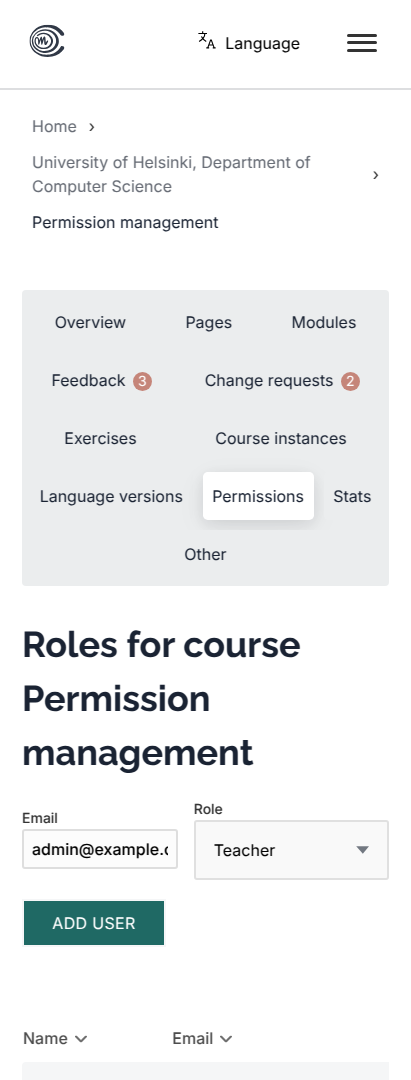 Language
Home ›
University of Helsinki, Department of
Computer Science ›
Permission management
Overview Pages Modules
Feedback 3 Change requests 2
Exercises Course instances
Language versions Permissions Stats
Other
Roles for course
Permission
management
Email
Role
admin@example.c
Teacher
ADD USER
Name Email